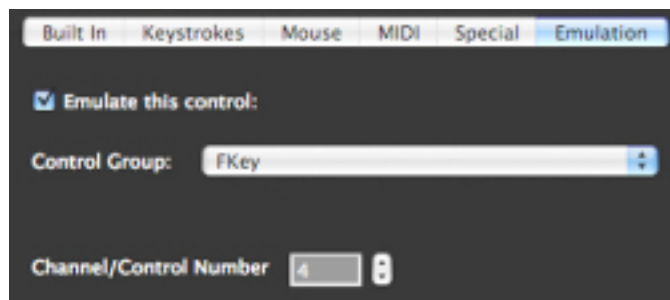 Built In Keystrokes Mouse MIDI Special Emulation
Emulate this control:
Control Group: FKey
Channel/Control Number 4